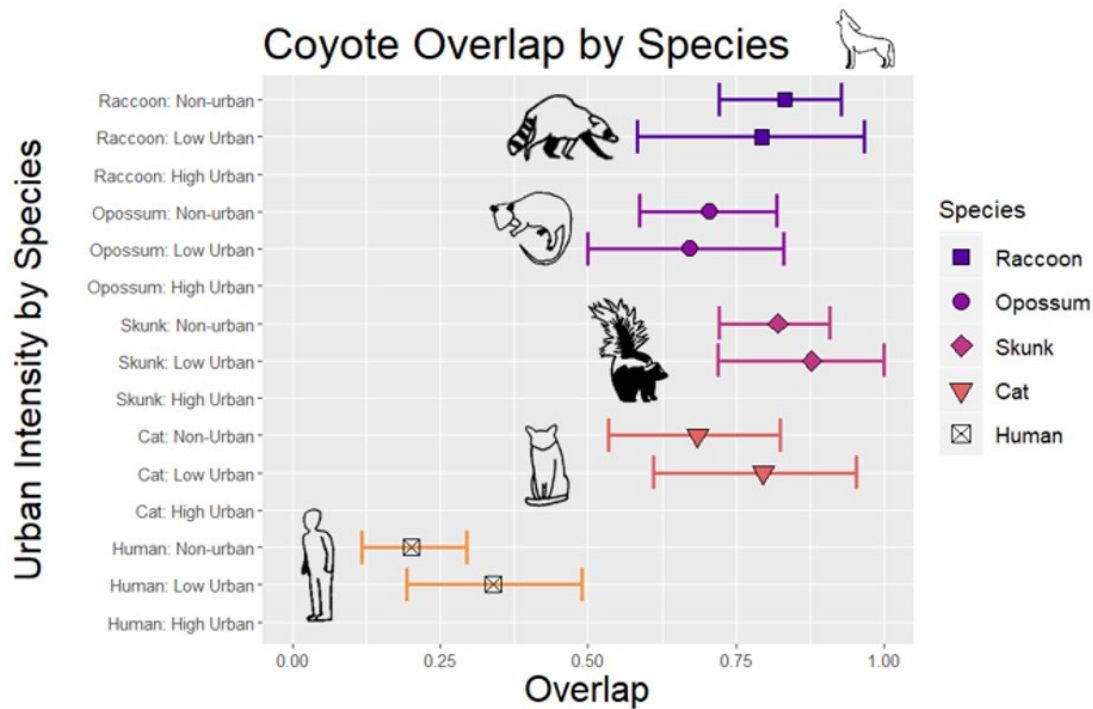 Coyote Overlap by Species
Urban Intensity by Species
Raccoon: Non-urban
Raccoon: Low Urban
Raccoon: High Urban
Opossum: Non-urban
Opossum: Low Urban
Opossum: High Urban
Skunk: Non-urban
Skunk: Low Urban
Skunk: High Urban
Cat: Non-Urban
Cat: Low Urban
Cat: High Urban
Human: Non-urban
Human: Low Urban
Human: High Urban
0.00 0.25 0.50 0.75 1.00
Overlap
Species
Raccoon
Opossum
Skunk
Cat
Human